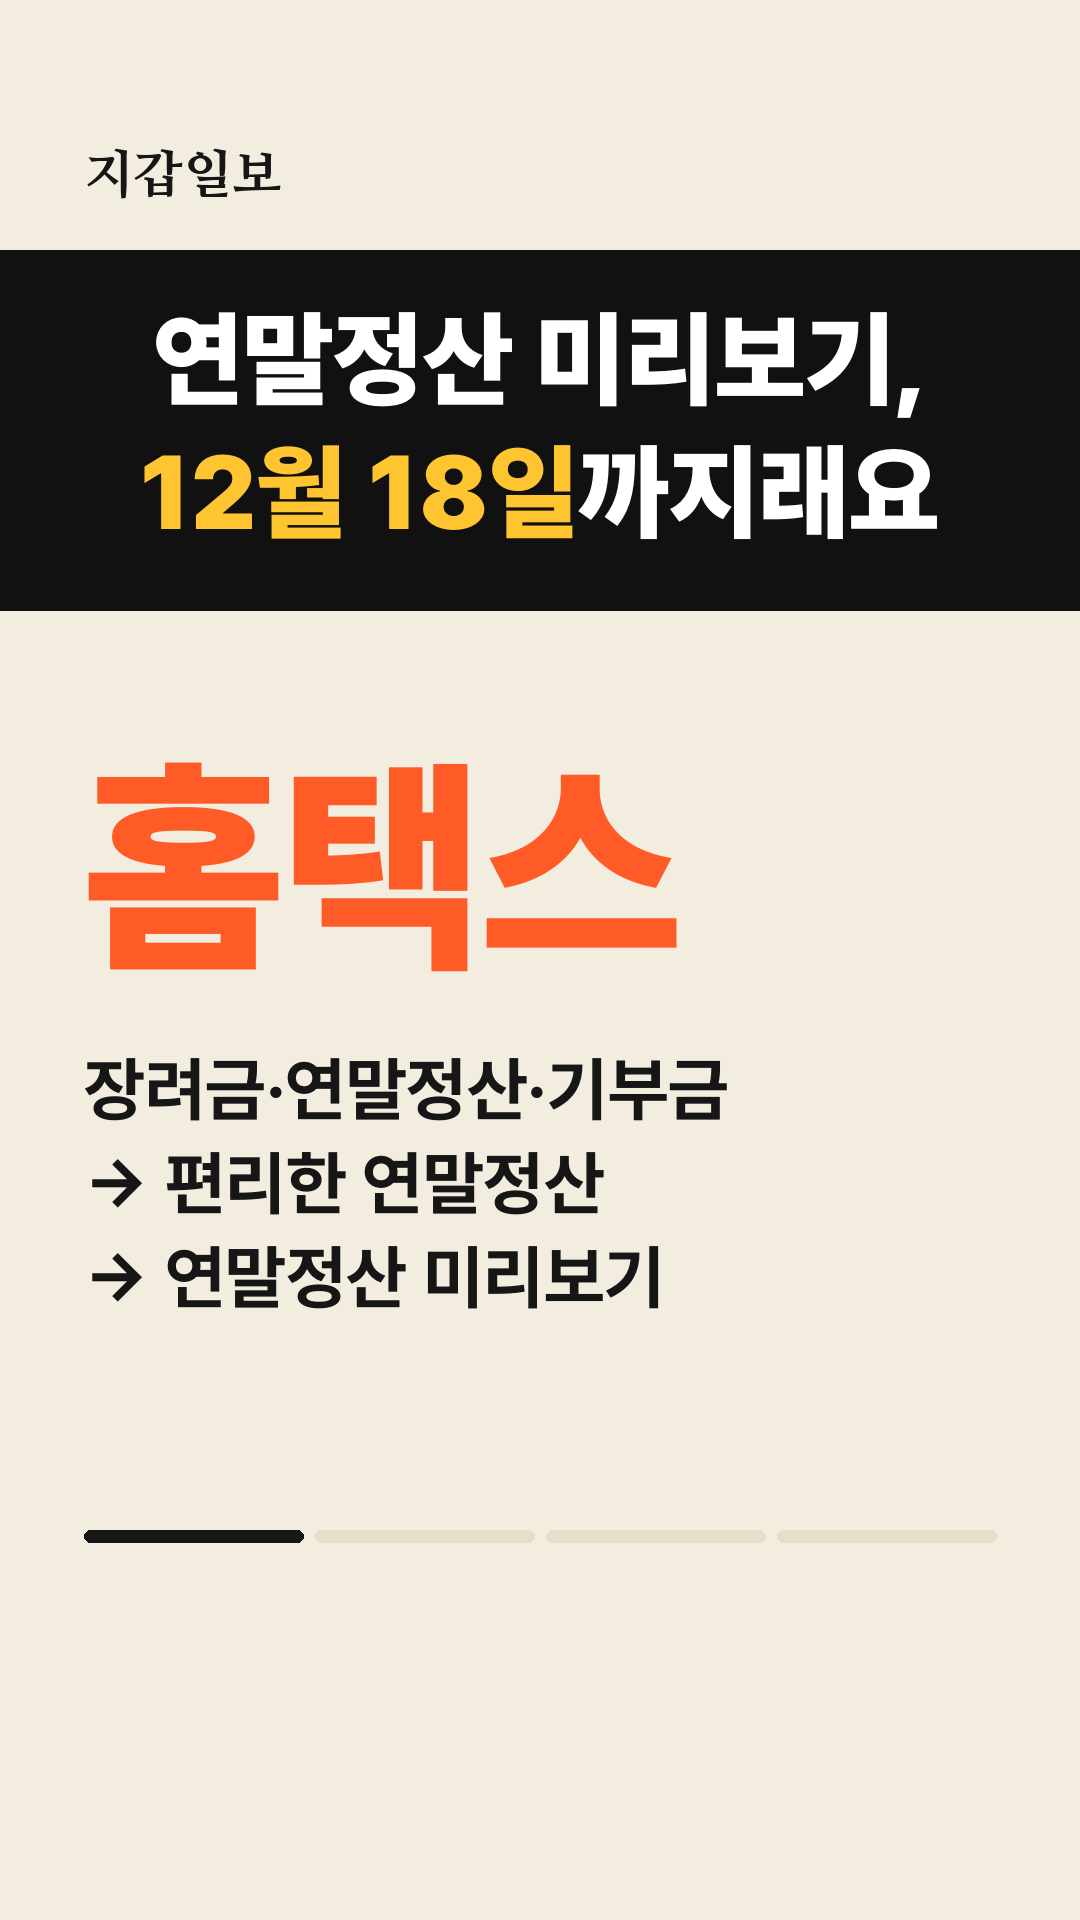 지갑일보
연말정산 미리보기,
12월 18일까지래요
홈택스
장려금·연말정산·기부금
→ 편리한 연말정산
→ 연말정산 미리보기